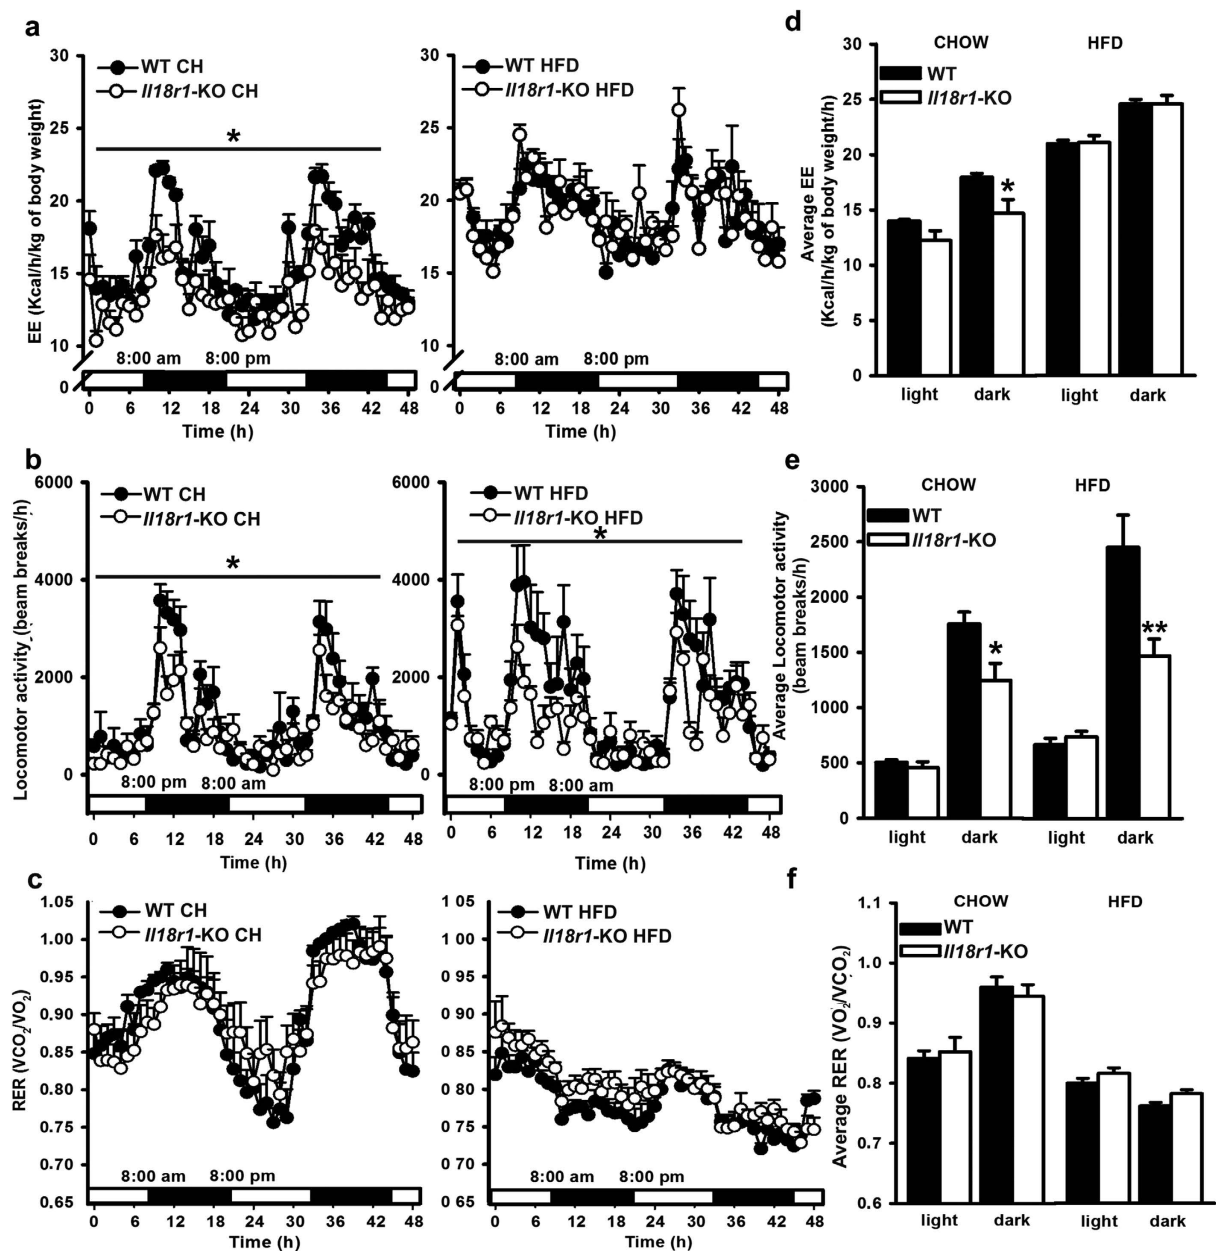 a
WT CH
Il18r1-KO CH
*
EE (Kcal/h/kg of body weight)
30
25
20
15
10
0
8:00 am 8:00 pm
0 6 12 18 24 30 36 42 48
Time (h)
WT HFD
Il18r1-KO HFD
30
25
20
15
10
0
8:00 am 8:00 pm
0 6 12 18 24 30 36 42 48
Time (h)
d
CHOW HFD
WT
Il18r1-KO
*
Average EE
(Kcal/h/kg of body weight/h)
30
25
20
15
10
5
0
light dark light dark
b
WT CH
Il18r1-KO CH
*
Locomotor activity (beam breaks/h)
6000
4000
2000
0
8:00 pm 8:00 am
0 6 12 18 24 30 36 42 48
Time (h)
WT HFD
Il18r1-KO HFD
*
6000
4000
2000
0
8:00 pm 8:00 am
0 6 12 18 24 30 36 42 48
Time (h)
e
CHOW HFD
WT
Il18r1-KO
*
**
Average Locomotor activity
(beam breaks/h)
3000
2500
2000
1500
1000
500
0
light dark light dark
c
WT CH
Il18r1-KO CH
RER (VCO2/VO2)
1.05
1.00
0.95
0.90
0.85
0.80
0.75
0.70
0.65
8:00 am 8:00 pm
0 6 12 18 24 30 36 42 48
Time (h)
WT HFD
Il18r1-KO HFD
1 05
1 00
0 95
0 90
0 85
0 80
0 75
0 70
0 65
8:00 am 8:00 pm
0 6 12 18 24 30 36 42 48
Time (h)
f
CHOW HFD
WT
Il18r1-KO
Average RER (VO2/VCO2)
1.0
0.9
0.8
0.7
0.6
light dark light dark